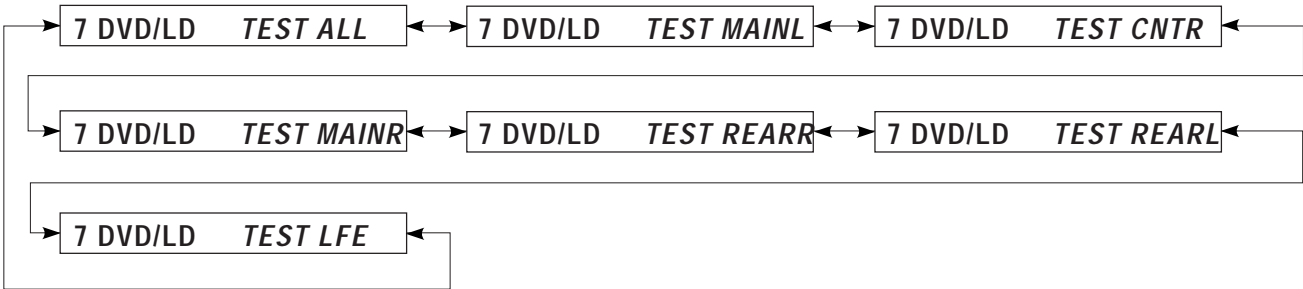 7 DVD/LD TEST ALL
7 DVD/LD TEST MAINL
7 DVD/LD TEST CNTR
7 DVD/LD TEST MAINR
7 DVD/LD TEST REARR
7 DVD/LD TEST REARL
7 DVD/LD TEST LFE